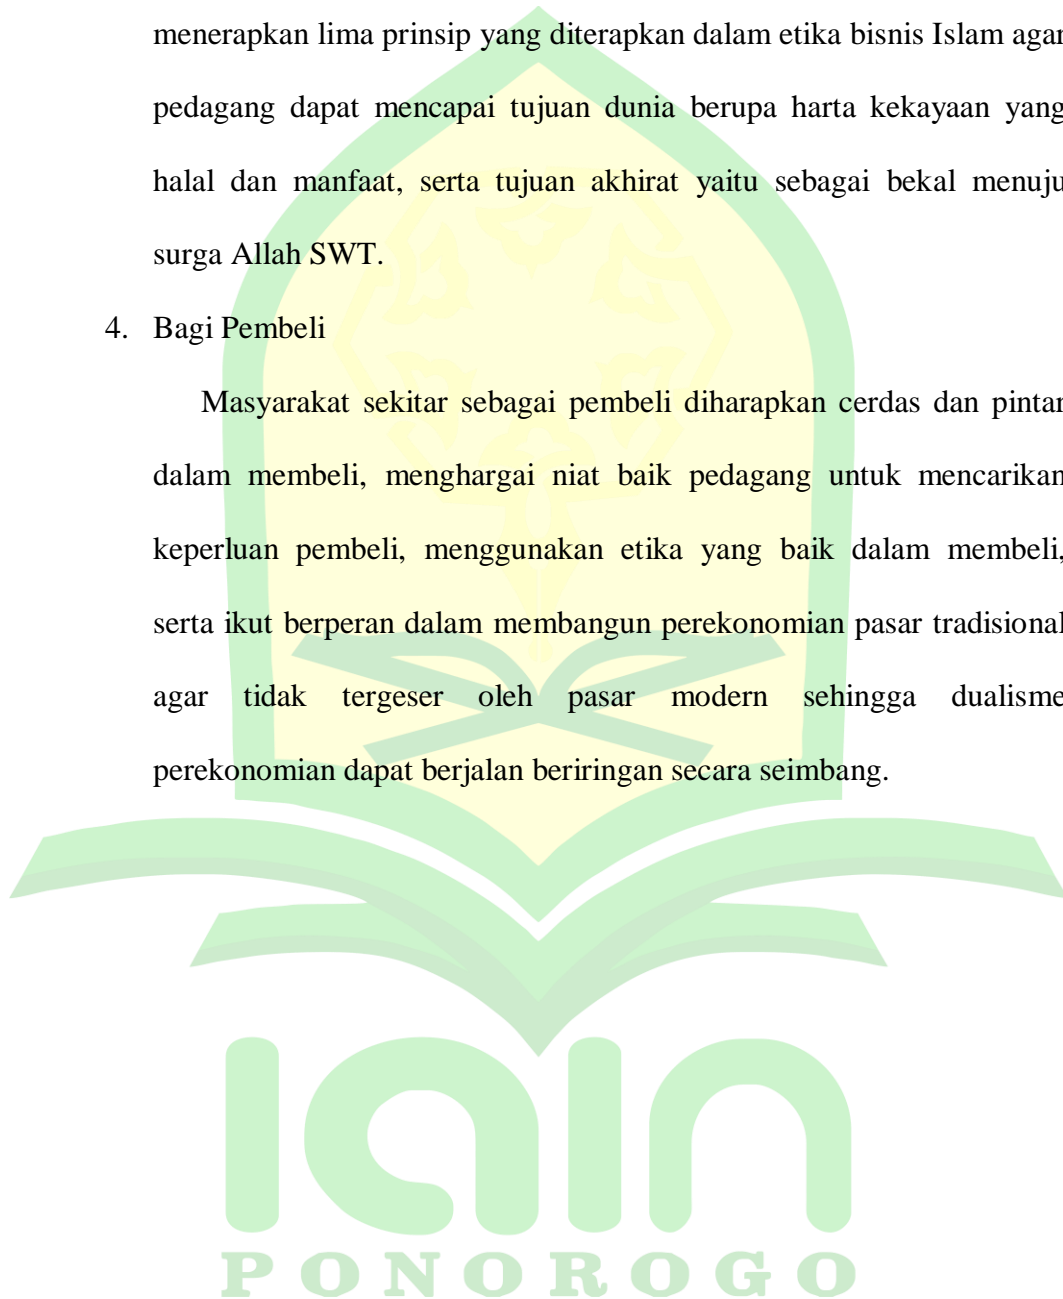 menerapkan lima prinsip yang diterapkan dalam etika bisnis Islam agar
pedagang dapat mencapai tujuan dunia berupa harta kekayaan yang
halal dan manfaat, serta tujuan akhirat yaitu sebagai bekal menuju
surga Allah SWT.
4. Bagi Pembeli
Masyarakat sekitar sebagai pembeli diharapkan cerdas dan pintar
dalam membeli, menghargai niat baik pedagang untuk mencarikan
keperluan pembeli, menggunakan etika yang baik dalam membeli,
serta ikut berperan dalam membangun perekonomian pasar tradisional
agar tidak tergeser oleh pasar modern sehingga dualisme
perekonomian dapat berjalan beriringan secara seimbang.
iain
PONOROGO